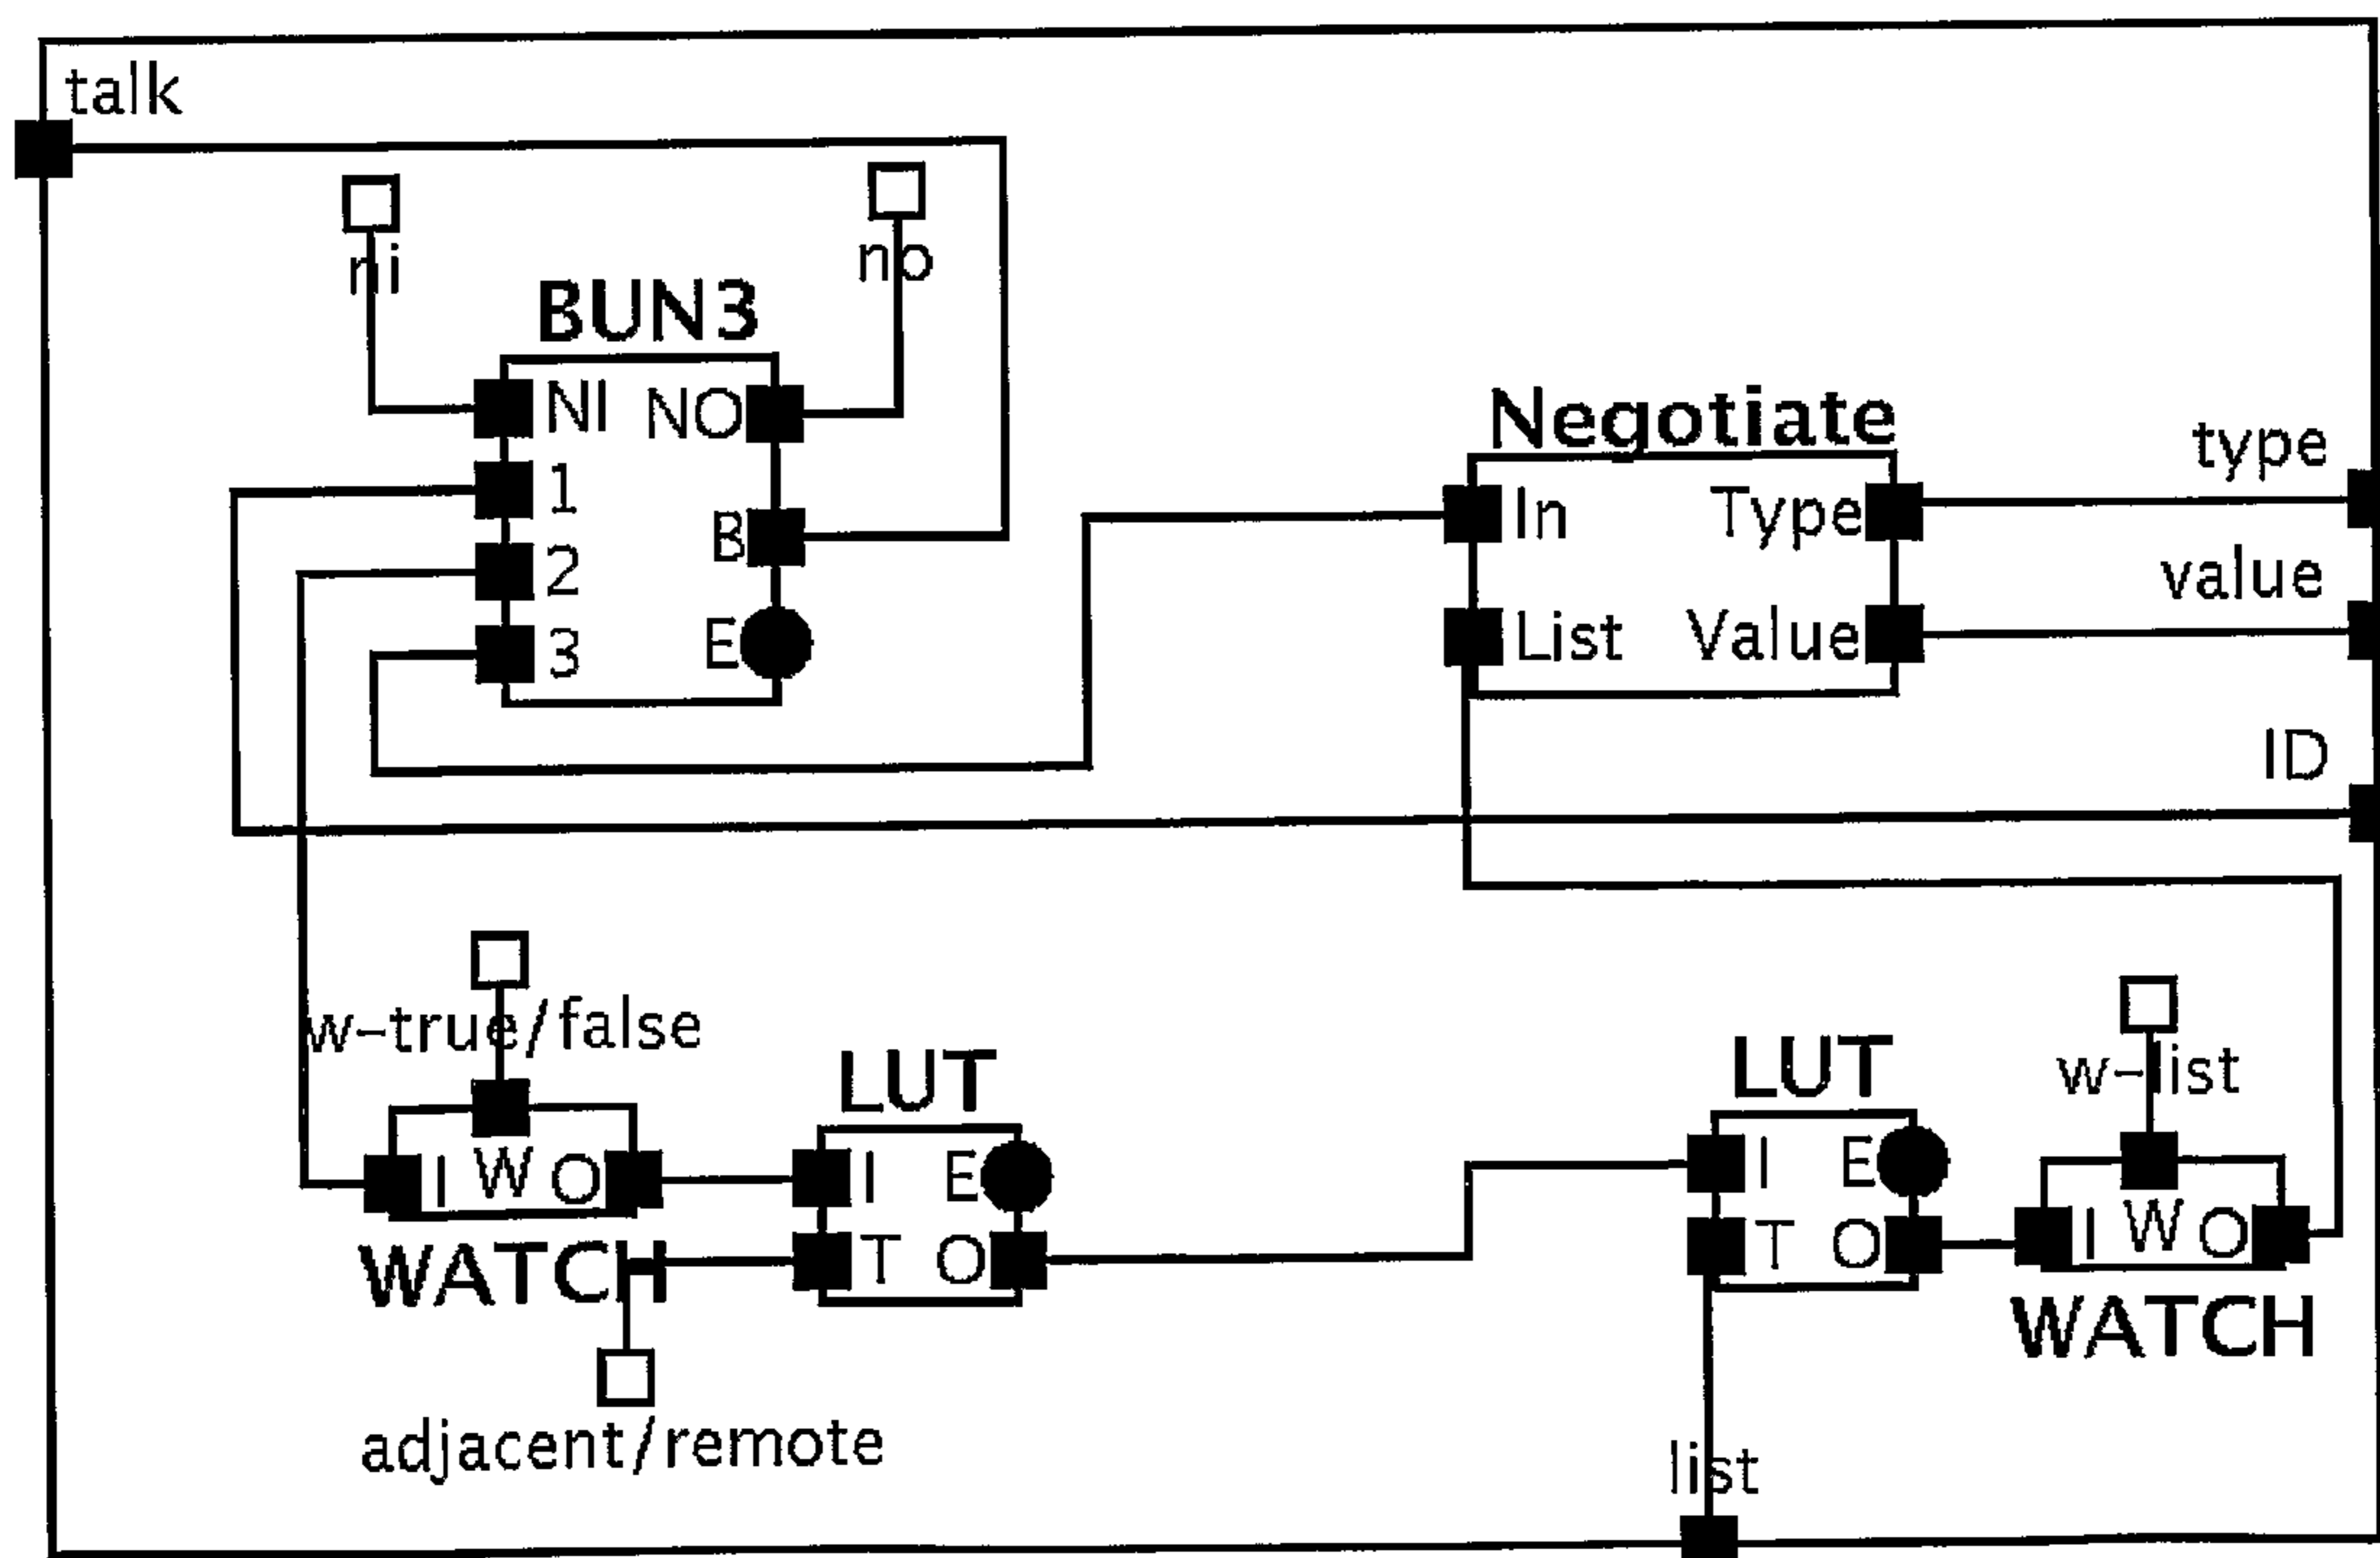 talk
ni
no
BUN3
NI NO
1
B
2
3 E
Negotiate
In Type
List Value
type
value
ID
w-true/false
I W O
WATCH
LUT
I E
T O
adjacent/remote
LUT
I E
T O
w-list
I W O
WATCH
list